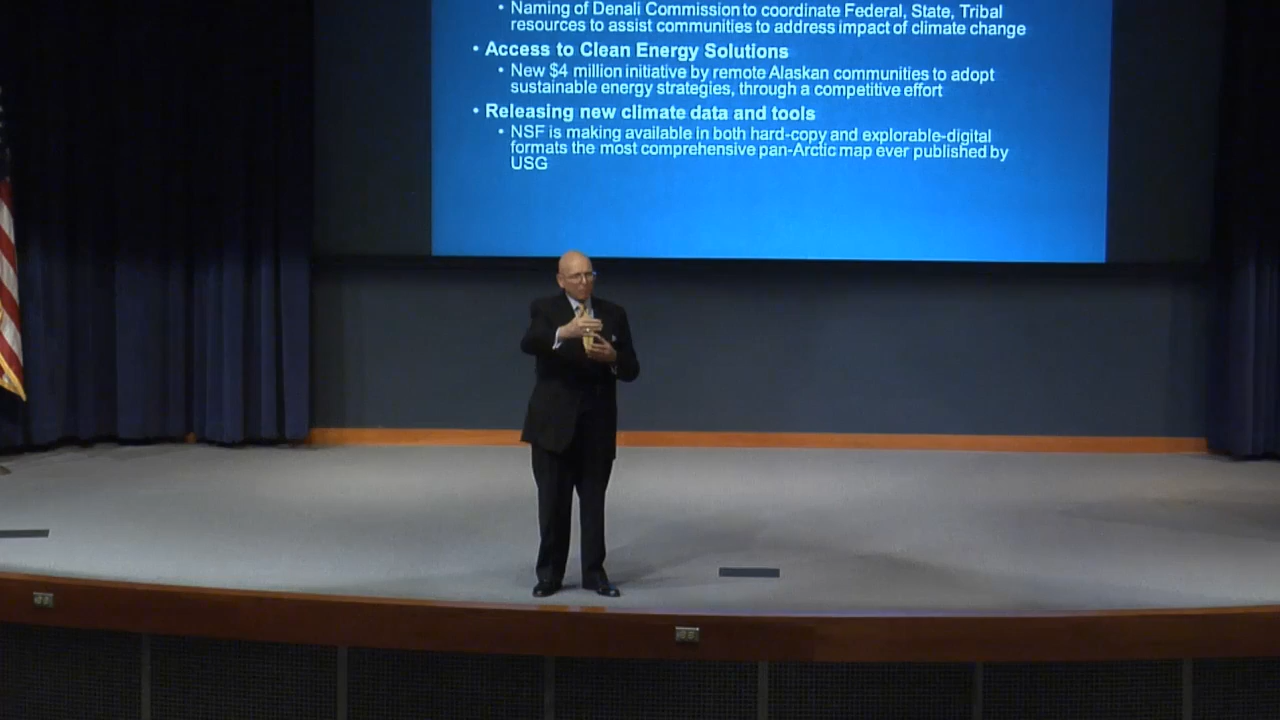 • Naming of Denali Commission to coordinate Federal, State, Tribal
resources to assist communities to address impact of climate change
• Access to Clean Energy Solutions
• New $4 million initiative by remote Alaskan communities to adopt
sustainable energy strategies, through a competitive effort
• Releasing new climate data and tools
• NSF is making available in both hard-copy and explorable-digital
formats the most comprehensive pan-Arctic map ever published by
USG